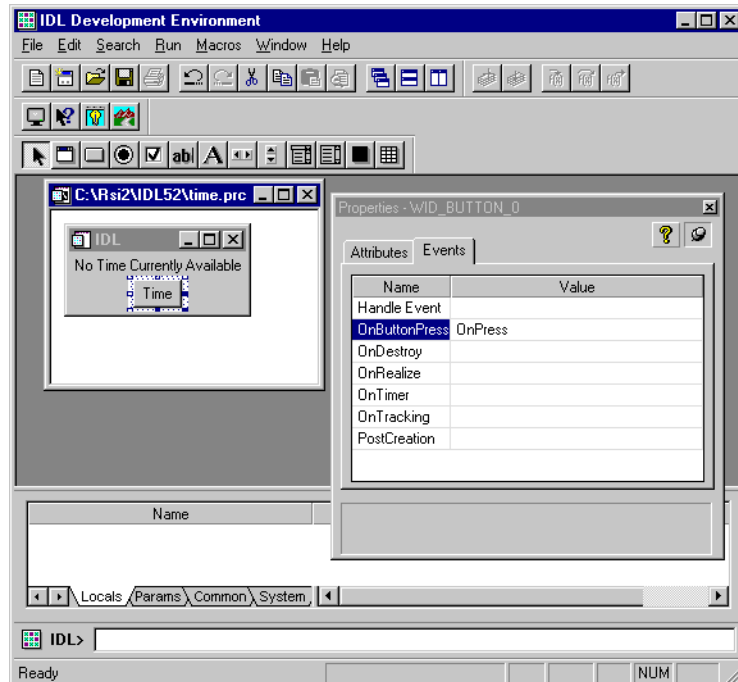 IDL Development Environment
File Edit Search Run Macros Window Help
abl A
C:\Rsi2\IDL52\time.prc
IDL
No Time Currently Available
Time
Properties - WID_BUTTON_0
Attributes Events
Name Value
Handle Event
OnButtonPress OnPress
OnDestroy
OnRealize
OnTimer
OnTracking
PostCreation
Name
Locals Params Common System
IDL>
Ready NUM